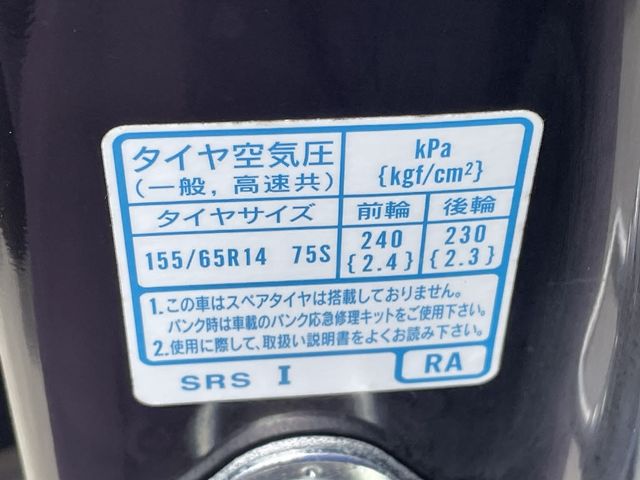 タイヤ空気圧
(一般, 高速共)
kPa
{kgf/cm²}
タイヤサイズ 前輪 後輪
155/65R14 75S 240 {2.4} 230 {2.3}
1.この車はスペアタイヤは搭載しておりません。
パンク時は車載のパンク応急修理キットをご使用下さい。
2.使用に際して、取扱い説明書をよくお読み下さい。
SRS I RA